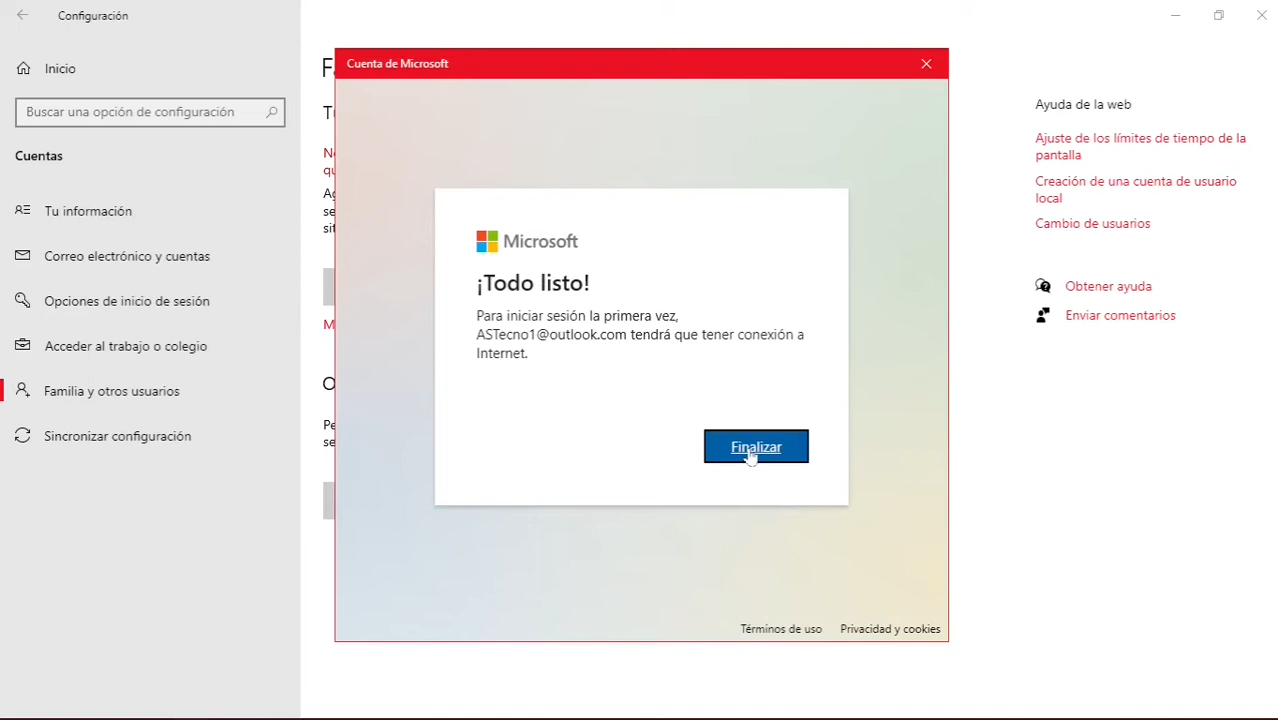 Configuración
Inicio
Buscar una opción de configuración
Cuentas
Tu información
Correo electrónico y cuentas
Opciones de inicio de sesión
Acceder al trabajo o colegio
Familia y otros usuarios
Sincronizar configuración
Cuenta de Microsoft
Microsoft
¡Todo listo!
Para iniciar sesión la primera vez,
ASTecno1@outlook.com tendrá que tener conexión a
Internet.
Finalizar
Términos de uso Privacidad y cookies
Ayuda de la web
Ajuste de los límites de tiempo de la
pantalla
Creación de una cuenta de usuario
local
Cambio de usuarios
Obtener ayuda
Enviar comentarios